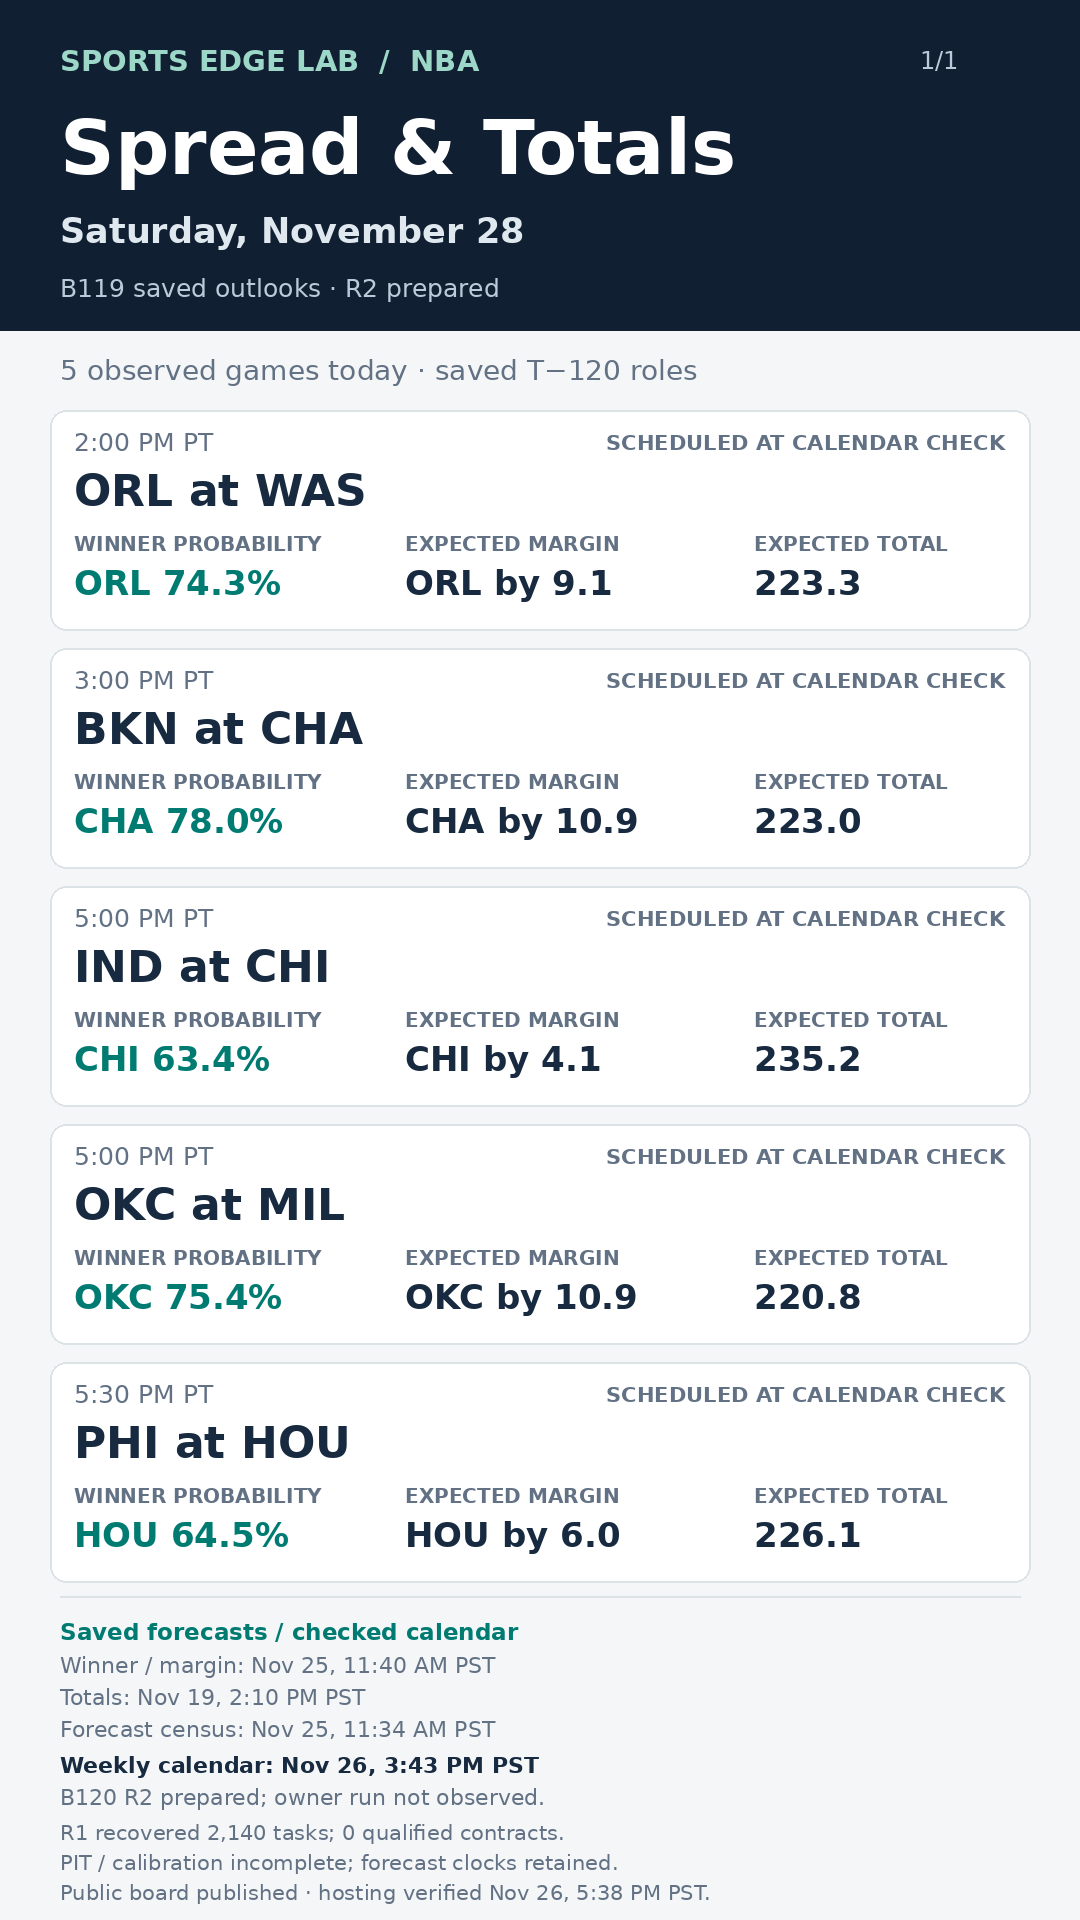 SPORTS EDGE LAB / NBA
1/1
Spread & Totals
Saturday, November 28
B119 saved outlooks · R2 prepared
5 observed games today · saved T−120 roles
2:00 PM PT SCHEDULED AT CALENDAR CHECK
ORL at WAS
WINNER PROBABILITY EXPECTED MARGIN EXPECTED TOTAL
ORL 74.3% ORL by 9.1 223.3
3:00 PM PT SCHEDULED AT CALENDAR CHECK
BKN at CHA
WINNER PROBABILITY EXPECTED MARGIN EXPECTED TOTAL
CHA 78.0% CHA by 10.9 223.0
5:00 PM PT SCHEDULED AT CALENDAR CHECK
IND at CHI
WINNER PROBABILITY EXPECTED MARGIN EXPECTED TOTAL
CHI 63.4% CHI by 4.1 235.2
5:00 PM PT SCHEDULED AT CALENDAR CHECK
OKC at MIL
WINNER PROBABILITY EXPECTED MARGIN EXPECTED TOTAL
OKC 75.4% OKC by 10.9 220.8
5:30 PM PT SCHEDULED AT CALENDAR CHECK
PHI at HOU
WINNER PROBABILITY EXPECTED MARGIN EXPECTED TOTAL
HOU 64.5% HOU by 6.0 226.1
Saved forecasts / checked calendar
Winner / margin: Nov 25, 11:40 AM PST
Totals: Nov 19, 2:10 PM PST
Forecast census: Nov 25, 11:34 AM PST
Weekly calendar: Nov 26, 3:43 PM PST
B120 R2 prepared; owner run not observed.
R1 recovered 2,140 tasks; 0 qualified contracts.
PIT / calibration incomplete; forecast clocks retained.
Public board published · hosting verified Nov 26, 5:38 PM PST.